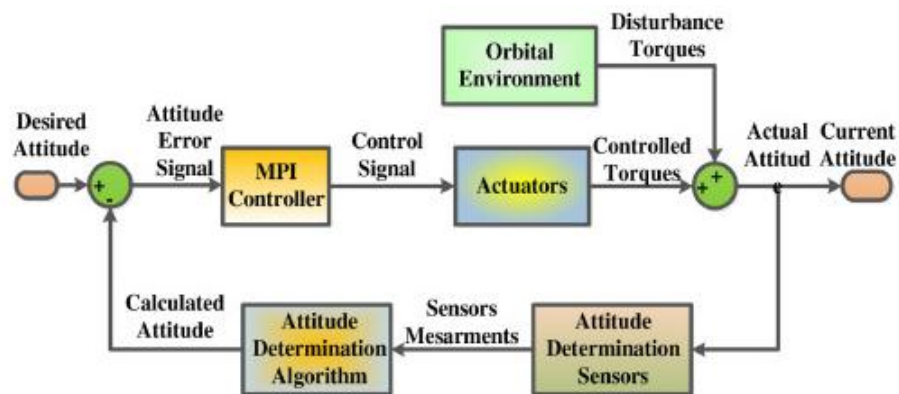 Desired
Attitude
+
-
Attitude
Error
Signal
MPI
Controller
Control
Signal
Actuators
Controlled
Torques
Orbital
Environment
Disturbance
Torques
+
+
Actual
Attitud
e
Current
Attitude
Attitude
Determination
Sensors
Sensors
Mesarments
Attitude
Determination
Algorithm
Calculated
Attitude